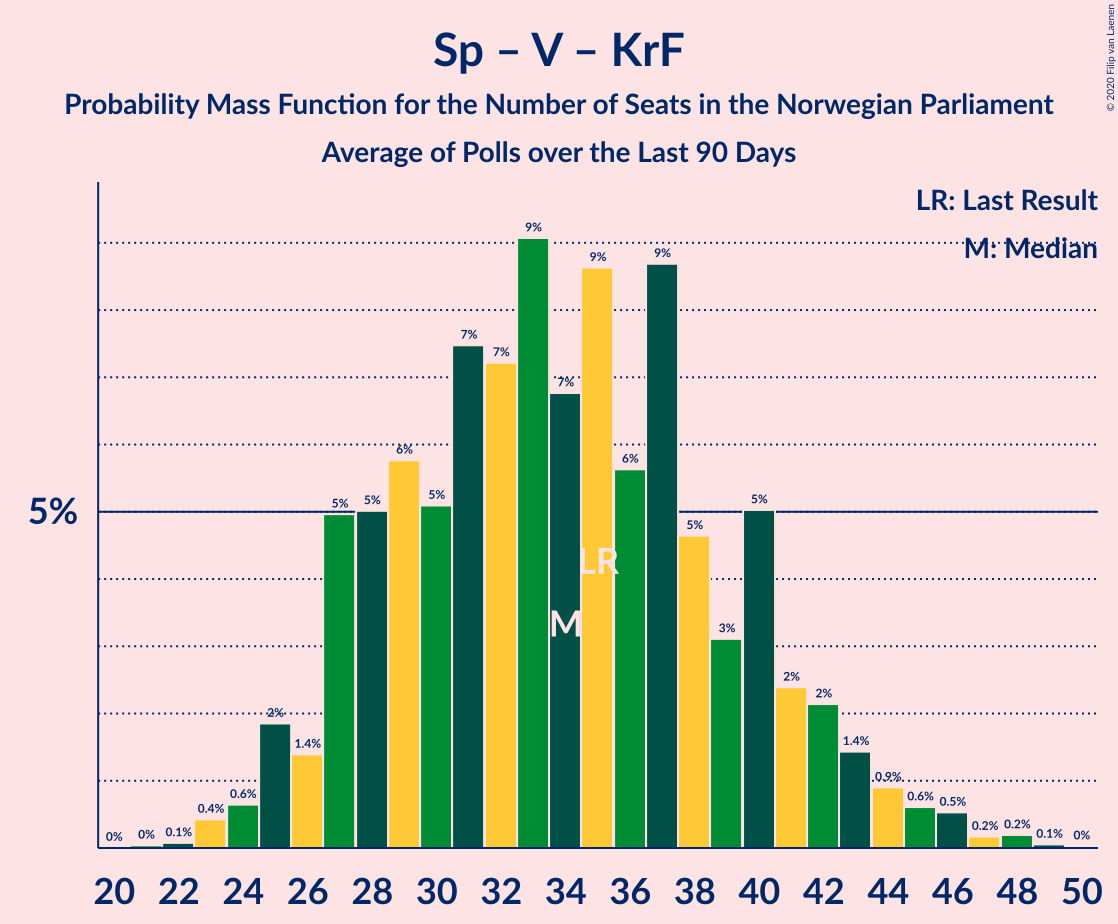 Sp – V – KrF
Probability Mass Function for the Number of Seats in the Norwegian Parliament
Average of Polls over the Last 90 Days
© 2020 Filip van Laenen
LR: Last Result
M: Median
5%
0% 0% 0.1% 0.4% 0.6% 2% 1.4% 5% 5% 6% 5% 7% 7% 9% 7% 9% 6% 9% 5% 3% 5% 2% 2% 1.4% 0.9% 0.6% 0.5% 0.2% 0.2% 0.1% 0%
LR
M
20 22 24 26 28 30 32 34 36 38 40 42 44 46 48 50